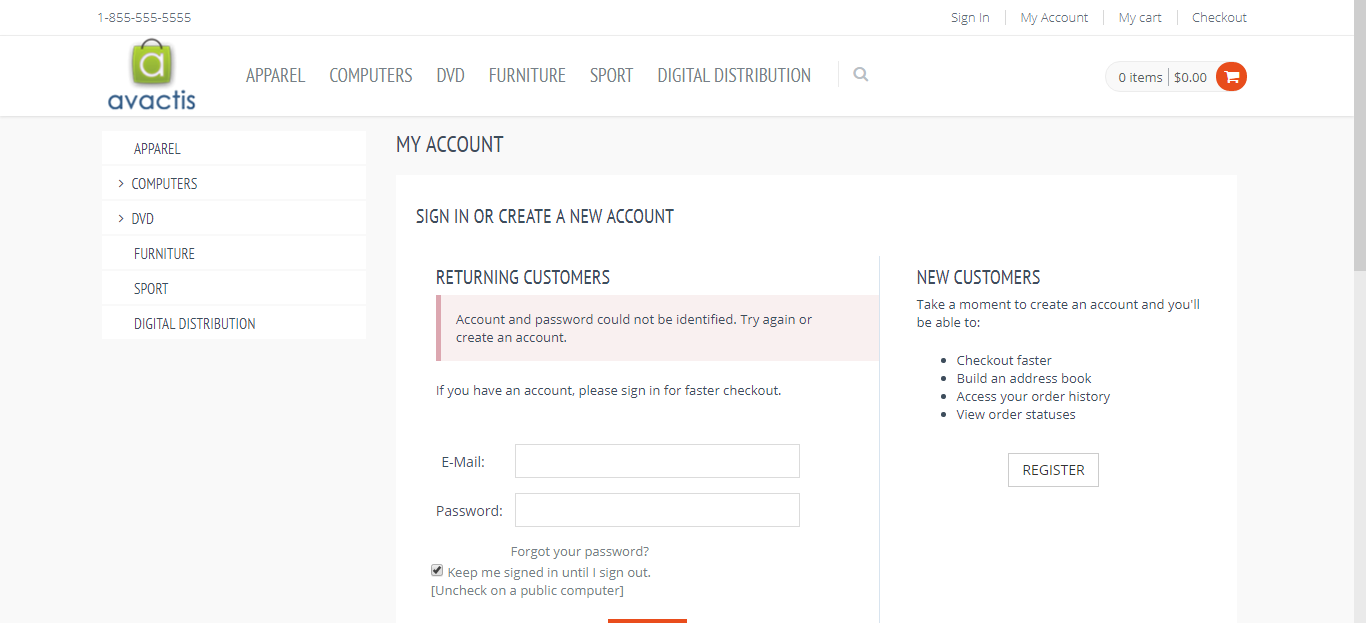 1-855-555-5555
Sign In
My Account
My cart
Checkout
avactis
APPAREL
COMPUTERS
DVD
FURNITURE
SPORT
DIGITAL DISTRIBUTION
0 items
$0.00
APPAREL
COMPUTERS
DVD
FURNITURE
SPORT
DIGITAL DISTRIBUTION
MY ACCOUNT
SIGN IN OR CREATE A NEW ACCOUNT
RETURNING CUSTOMERS
Account and password could not be identified. Try again or
create an account.
If you have an account, please sign in for faster checkout.
E-Mail:
Password:
Forgot your password?
Keep me signed in until I sign out.
[Uncheck on a public computer]
NEW CUSTOMERS
Take a moment to create an account and you'll
be able to:
Checkout faster
Build an address book
Access your order history
View order statuses
REGISTER